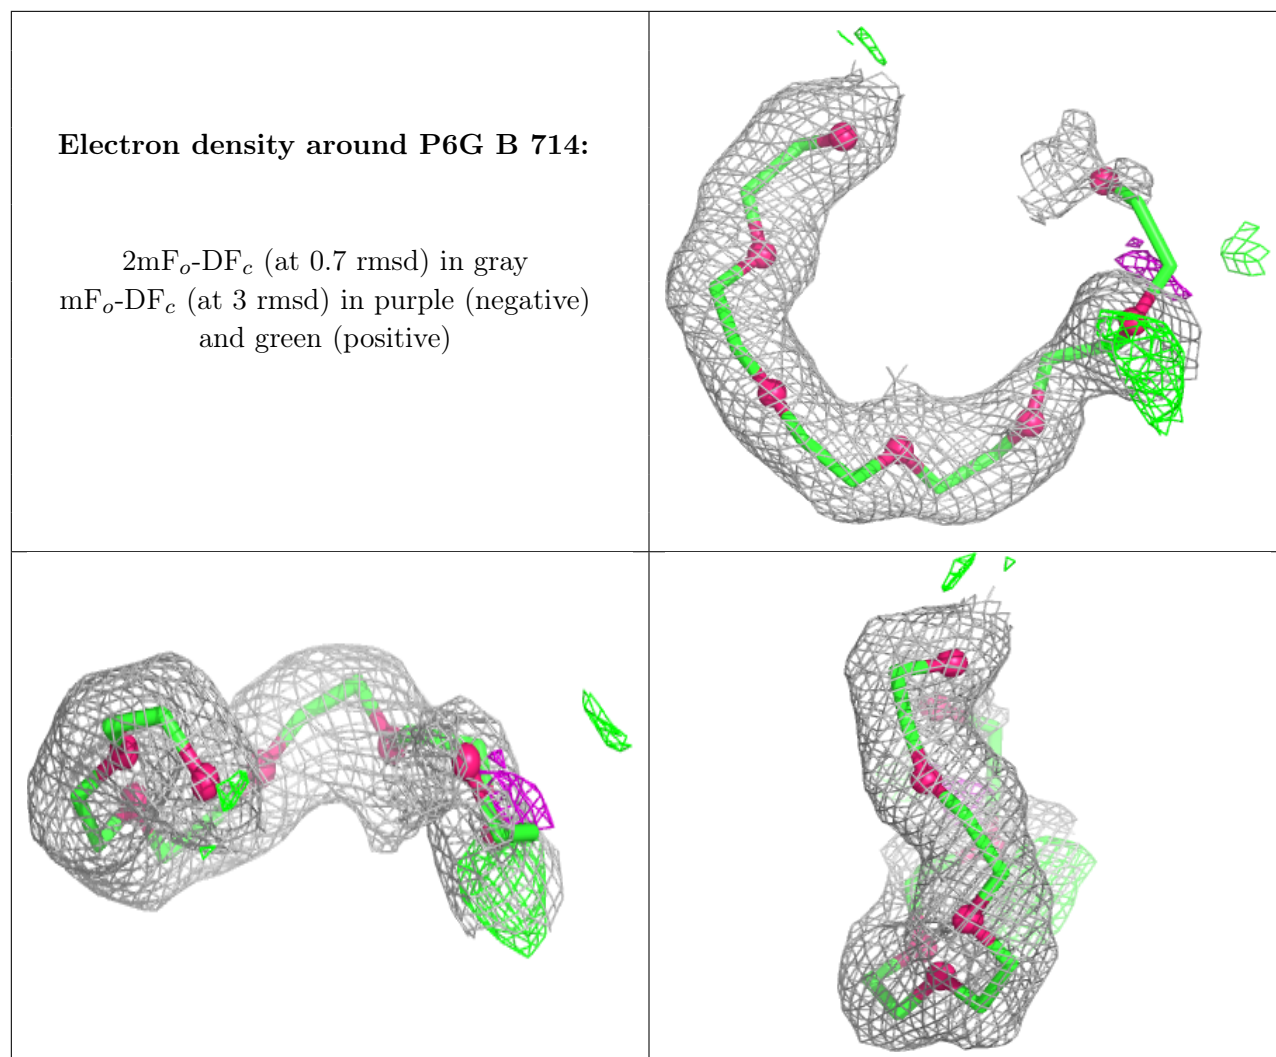 Electron density around P6G B 714:
2mFo-DFc (at 0.7 rmsd) in gray
mFo-DFc (at 3 rmsd) in purple (negative)
and green (positive)